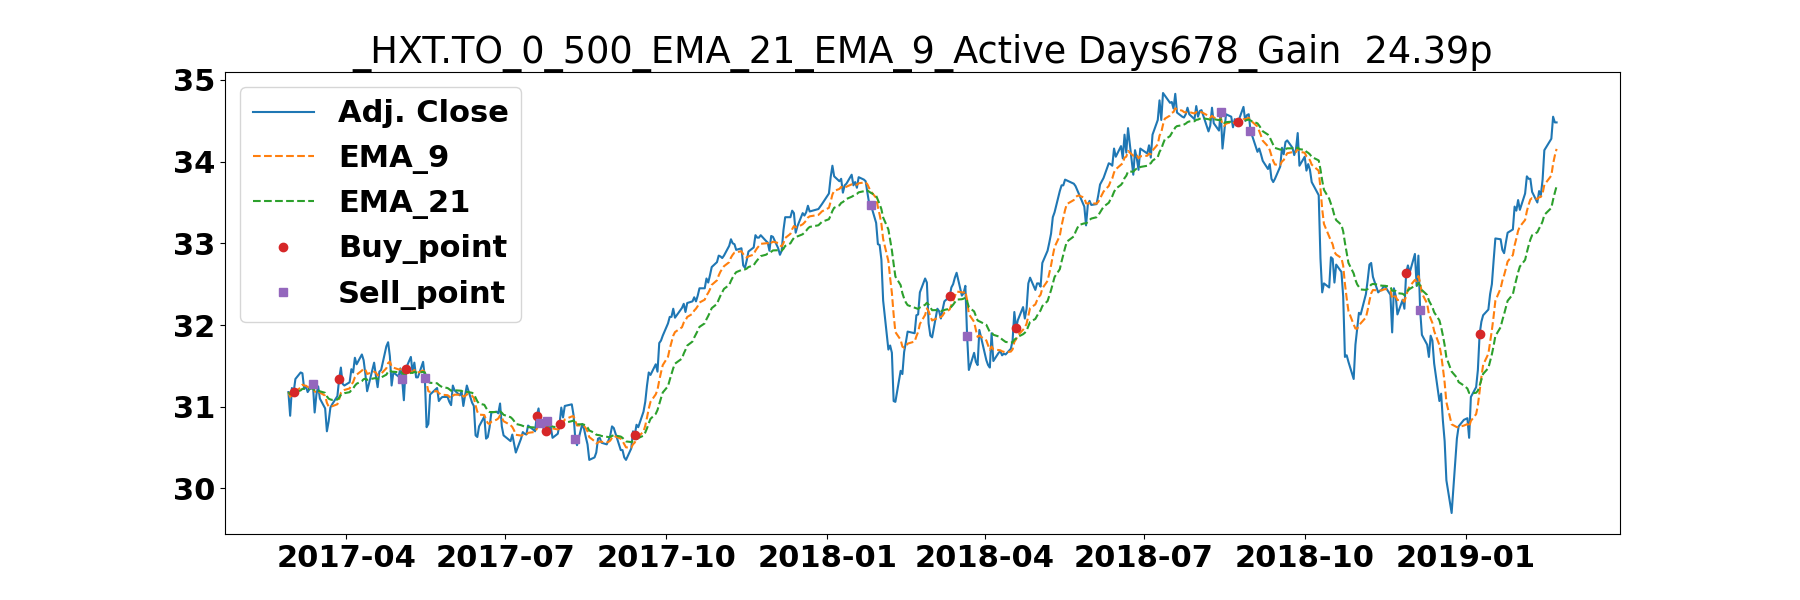 _HXT.TO_0_500_EMA_21_EMA_9_Active Days678_Gain  24.39p
35
34
33
32
31
30
Adj. Close
EMA_9
EMA_21
Buy_point
Sell_point
2017-04 2017-07 2017-10 2018-01 2018-04 2018-07 2018-10 2019-01